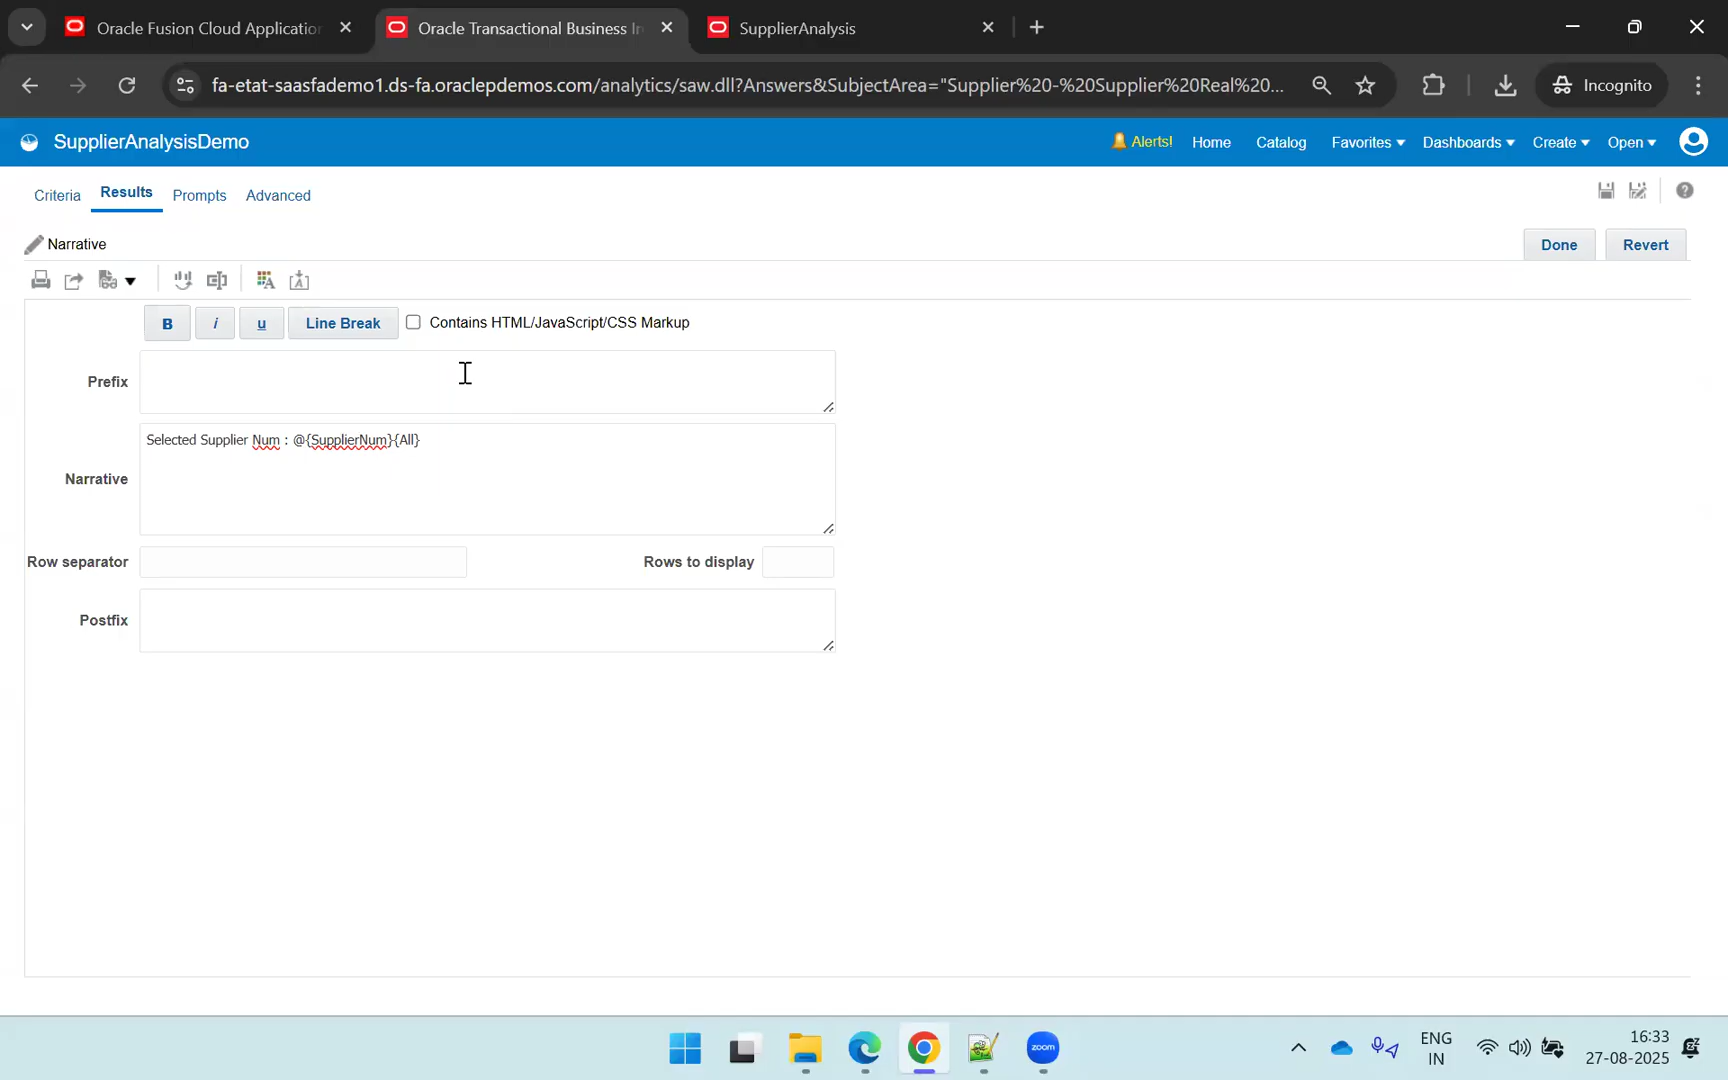 Oracle Fusion Cloud Application
Oracle Transactional Business In
SupplierAnalysis
fa-etat-saasfademo1.ds-fa.oraclepdemos.com/analytics/saw.dll?Answers&SubjectArea="Supplier%20-%20Supplier%20Real%20...
Incognito
SupplierAnalysisDemo
Alerts!
Home
Catalog
Favorites
Dashboards
Create
Open
Criteria
Results
Prompts
Advanced
Narrative
Done
Revert
B
i
u
Line Break
Contains HTML/JavaScript/CSS Markup
Prefix
Selected Supplier Num : @{SupplierNum}{All}
Narrative
Row separator
Rows to display
Postfix
zoom
ENG
IN
16:33
27-08-2025